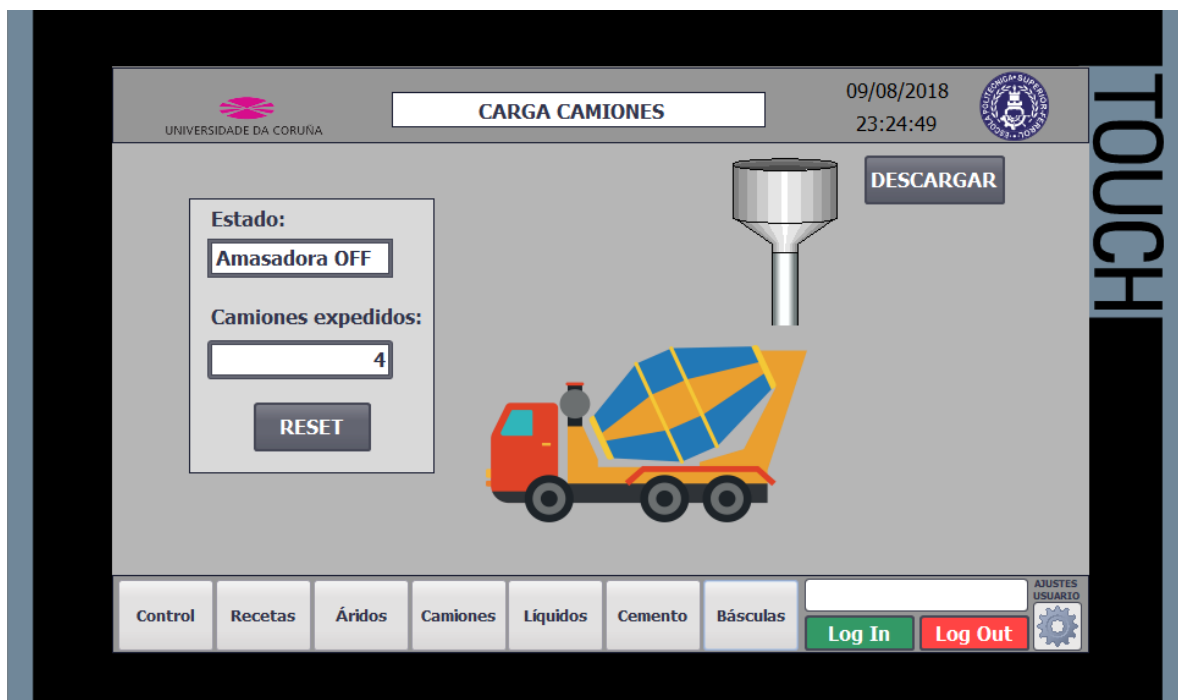 UNIVERSIDADE DA CORUÑA
CARGA CAMIONES
09/08/2018
23:24:49
TOUCH
DESCARGAR
Estado:
Amasadora OFF
Camiones expedidos:
4
RESET
Control
Recetas
Áridos
Camiones
Líquidos
Cemento
Básculas
Log In
Log Out
AJUSTES
USUARIO